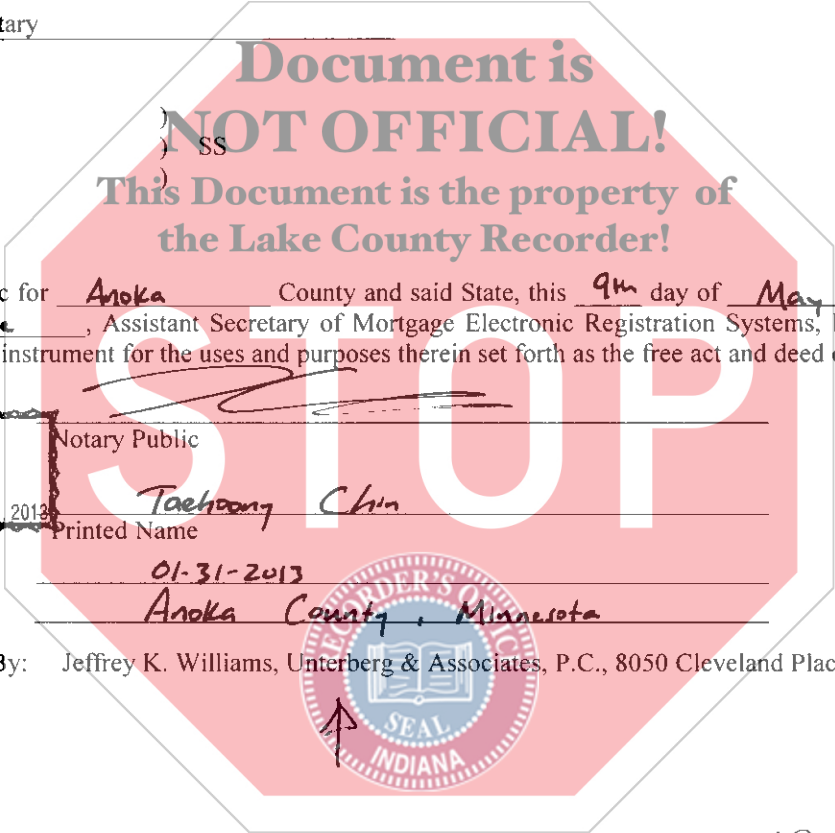 tary
Document is
NOT OFFICIAL!
)
) SS
)
This Document is the property of
the Lake County Recorder!
c for Anoka County and said State, this 9th day of May
e , Assistant Secretary of Mortgage Electronic Registration Systems, I
instrument for the uses and purposes therein set forth as the free act and deed o
STOP
Notary Public
2013
Taehoong Chin
Printed Name
01-31-2013
Anoka County, Minnesota
By: Jeffrey K. Williams, Unterberg & Associates, P.C., 8050 Cleveland Plac
RECORDER'S OFFICE
SEAL
INDIANA